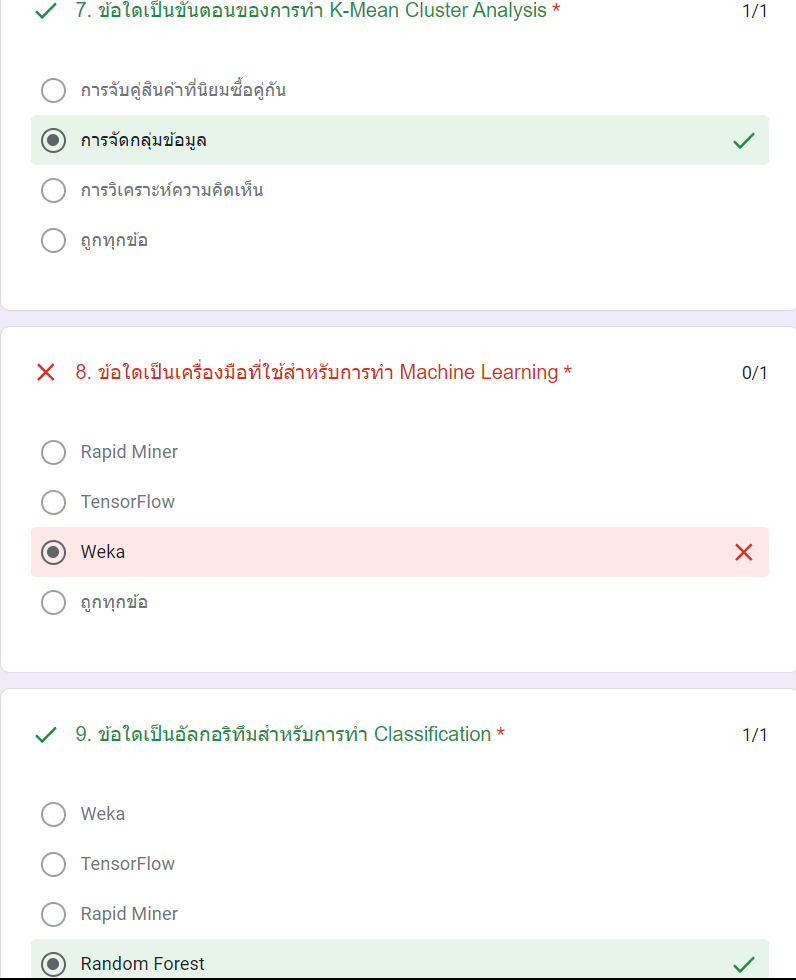 7. ข้อใดเป็นขั้นตอนของการทำ K-Mean Cluster Analysis * 1/1
การจับคู่สินค้าที่นิยมซื้อคู่กัน
การจัดกลุ่มข้อมูล
การวิเคราะห์ความคิดเห็น
ถูกทุกข้อ
8. ข้อใดเป็นเครื่องมือที่ใช้สำหรับการทำ Machine Learning * 0/1
Rapid Miner
TensorFlow
Weka
ถูกทุกข้อ
9. ข้อใดเป็นอัลกอริทึมสำหรับการทำ Classification * 1/1
Weka
TensorFlow
Rapid Miner
Random Forest